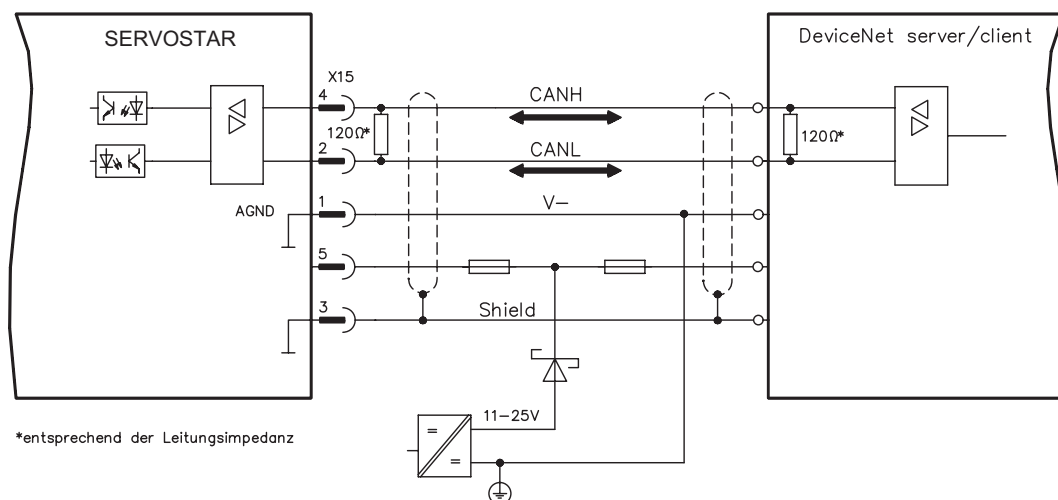 SERVOSTAR
DeviceNet server/client
X15
4
CANH
120Ω*
120Ω*
2
CANL
AGND
1
V−
5
3
Shield
11−25V
=
=
*entsprechend der Leitungsimpedanz